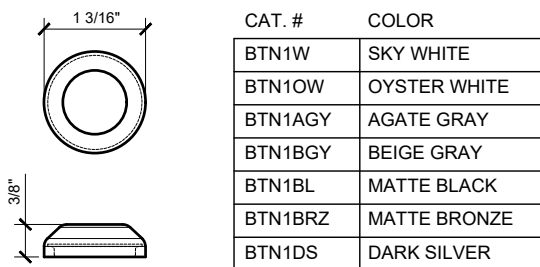 1 3/16"
3/8"
CAT. # COLOR
BTN1W SKY WHITE
BTN1OW OYSTER WHITE
BTN1AGY AGATE GRAY
BTN1BGY BEIGE GRAY
BTN1BL MATTE BLACK
BTN1BRZ MATTE BRONZE
BTN1DS DARK SILVER